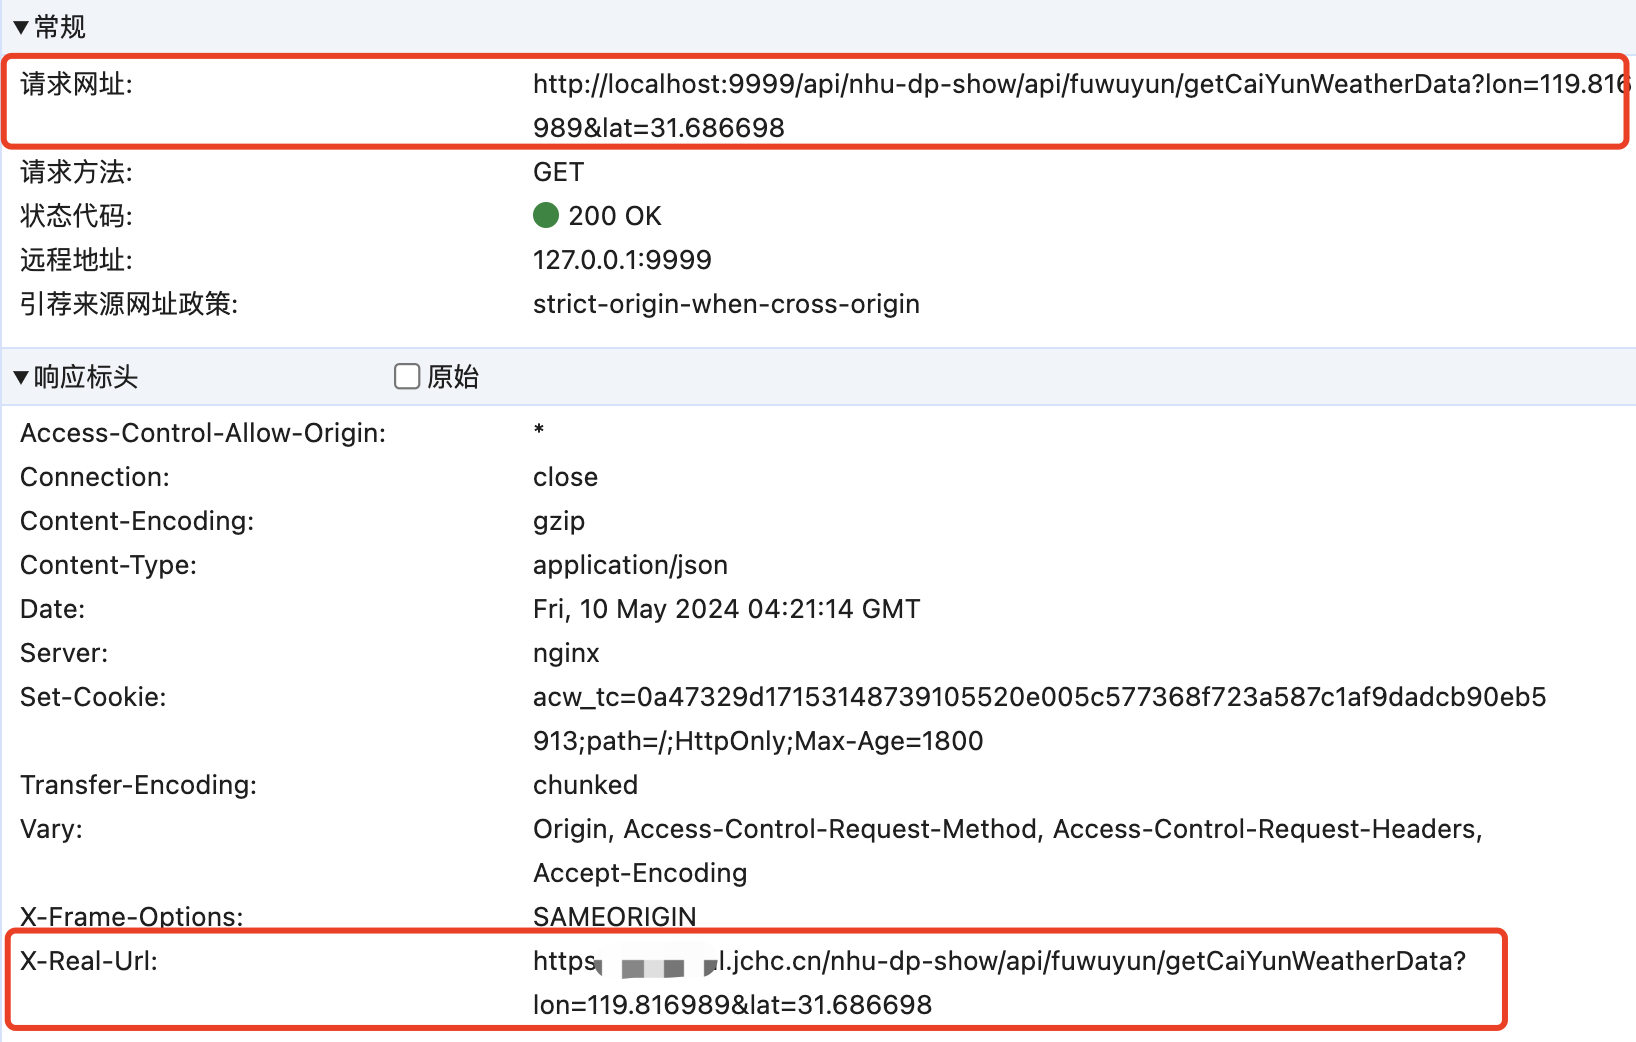 ▼常规
请求网址: http://localhost:9999/api/nhu-dp-show/api/fuwuyun/getCaiYunWeatherData?lon=119.816
989&lat=31.686698
请求方法: GET
状态代码: 200 OK
远程地址: 127.0.0.1:9999
引荐来源网址政策: strict-origin-when-cross-origin
▼响应标头 原始
Access-Control-Allow-Origin: *
Connection: close
Content-Encoding: gzip
Content-Type: application/json
Date: Fri, 10 May 2024 04:21:14 GMT
Server: nginx
Set-Cookie: acw_tc=0a47329d17153148739105520e005c577368f723a587c1af9dadcb90eb5
913;path=/;HttpOnly;Max-Age=1800
Transfer-Encoding: chunked
Vary: Origin, Access-Control-Request-Method, Access-Control-Request-Headers,
Accept-Encoding
X-Frame-Options: SAMEORIGIN
X-Real-Url: https l.jchc.cn/nhu-dp-show/api/fuwuyun/getCaiYunWeatherData?
lon=119.816989&lat=31.686698